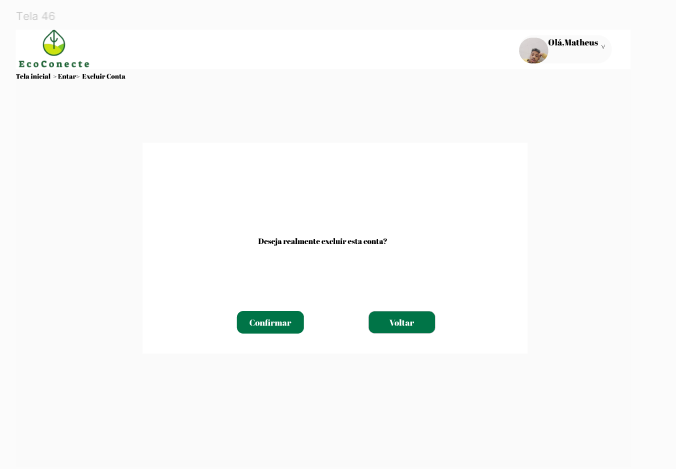 Tela 46
EcoConecte
Olá,Matheus v
Tela inicial >Entar> Excluir Conta
Deseja realmente excluir esta conta?
Confirmar
Voltar